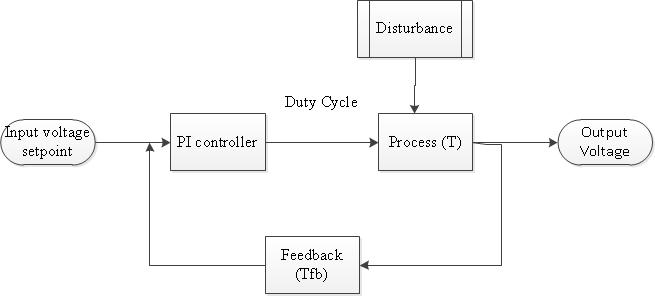 Disturbance
Duty Cycle
Input voltage
setpoint
PI controller
Process (T)
Output
Voltage
Feedback
(Tfb)